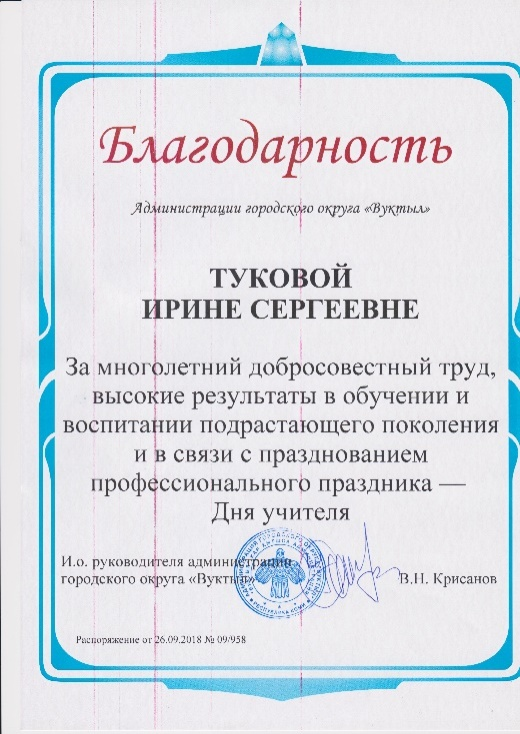 Благодарность
Администрации городского округа «Вуктыл»
ТУКОВОЙ
ИРИНЕ СЕРГЕЕВНЕ
За многолетний добросовестный труд,
высокие результаты в обучении и
воспитании подрастающего поколения
и в связи с празднованием
профессионального праздника —
Дня учителя
И.о. руководителя администрации
городского округа «Вуктыл»
В.Н. Крисанов
РЕСПУБЛИКА КОМИ
Распоряжение от 26.09.2018 № 09/958